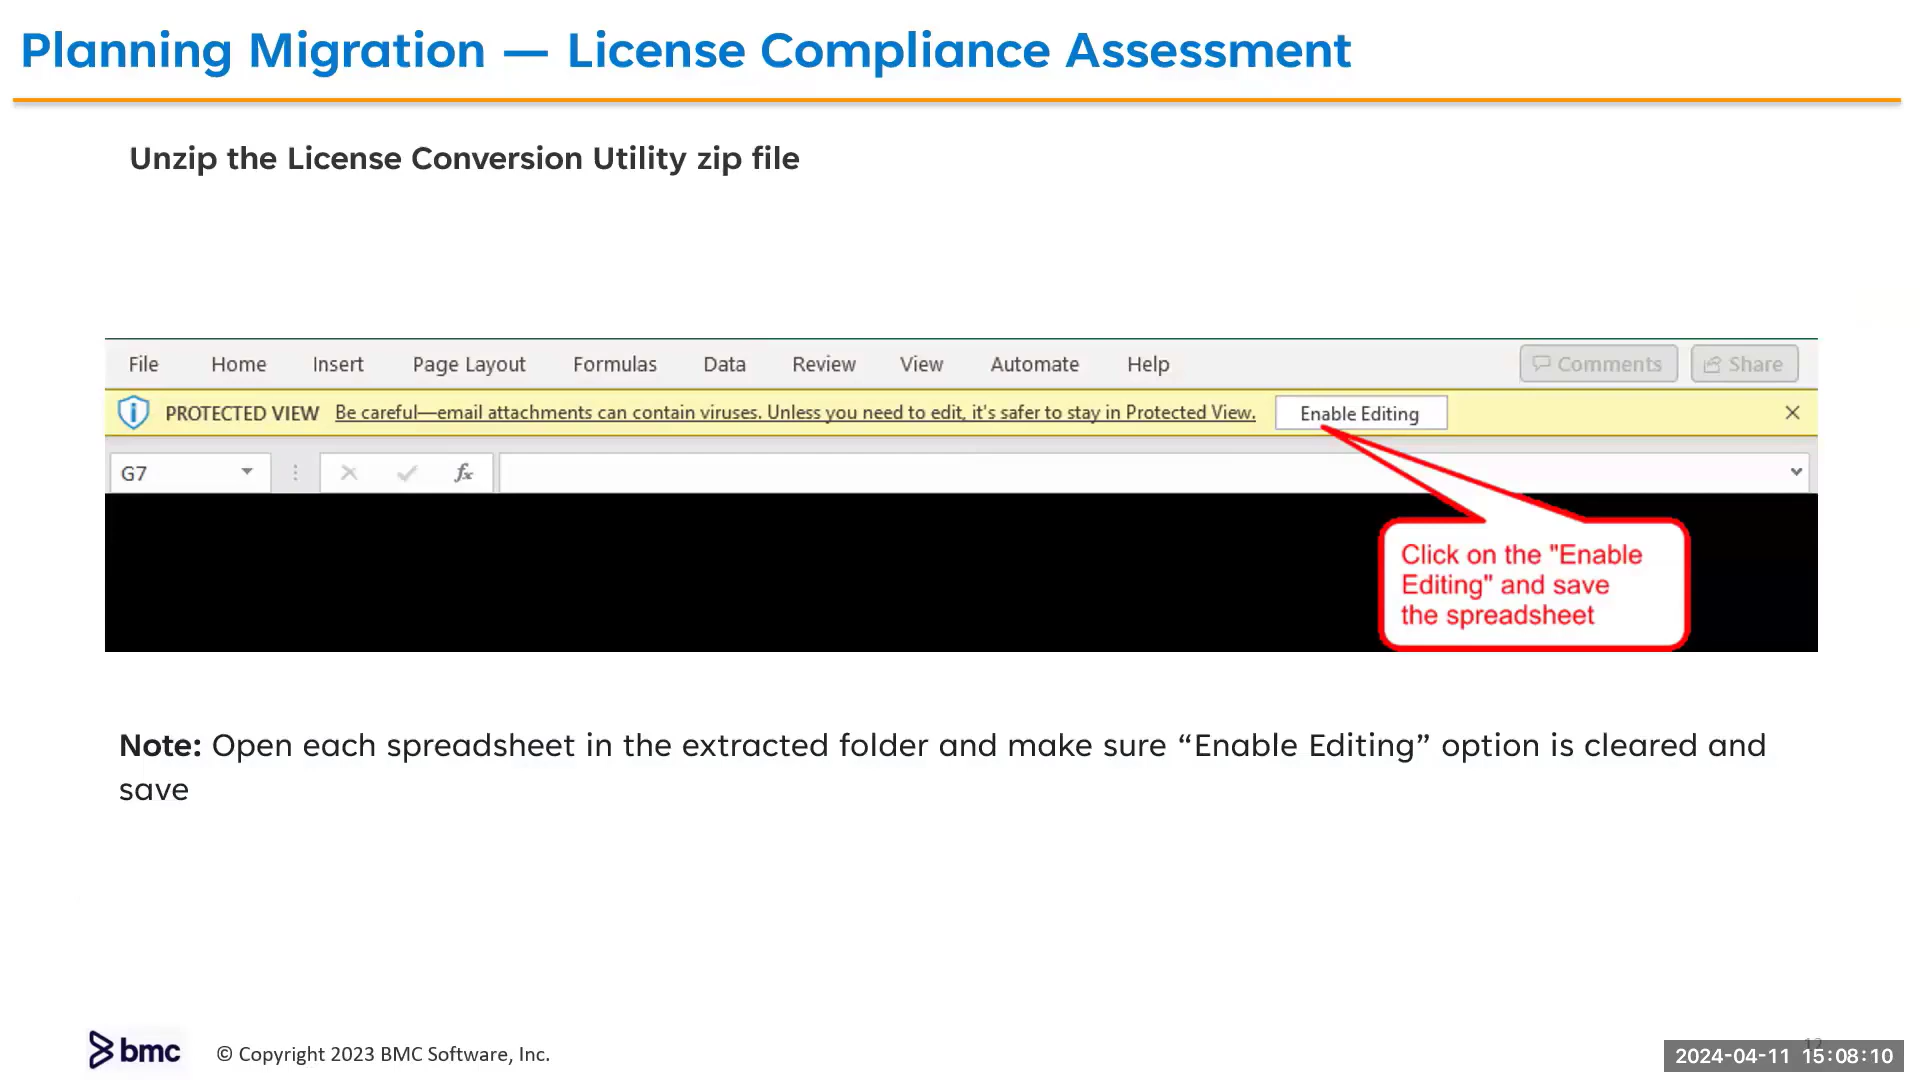 Planning Migration — License Compliance Assessment
Unzip the License Conversion Utility zip file
File Home Insert Page Layout Formulas Data Review View Automate Help Comments Share
PROTECTED VIEW Be careful—email attachments can contain viruses. Unless you need to edit, it's safer to stay in Protected View. Enable Editing
G7 fx
Click on the "Enable
Editing" and save
the spreadsheet
Note: Open each spreadsheet in the extracted folder and make sure “Enable Editing” option is cleared and
save
bmc © Copyright 2023 BMC Software, Inc.
2024-04-11 15:08:10